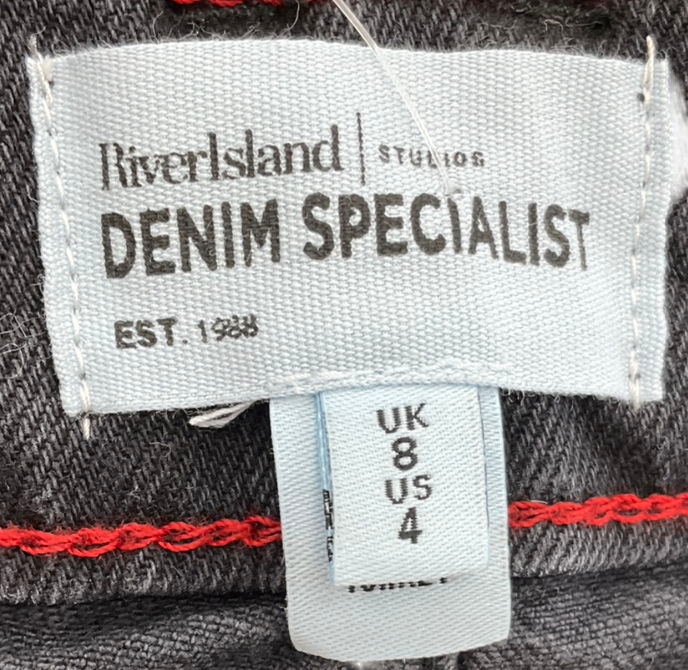 RiverIsland | STUDIOS
DENIM SPECIALIST
EST. 1988
UK
8
US
4